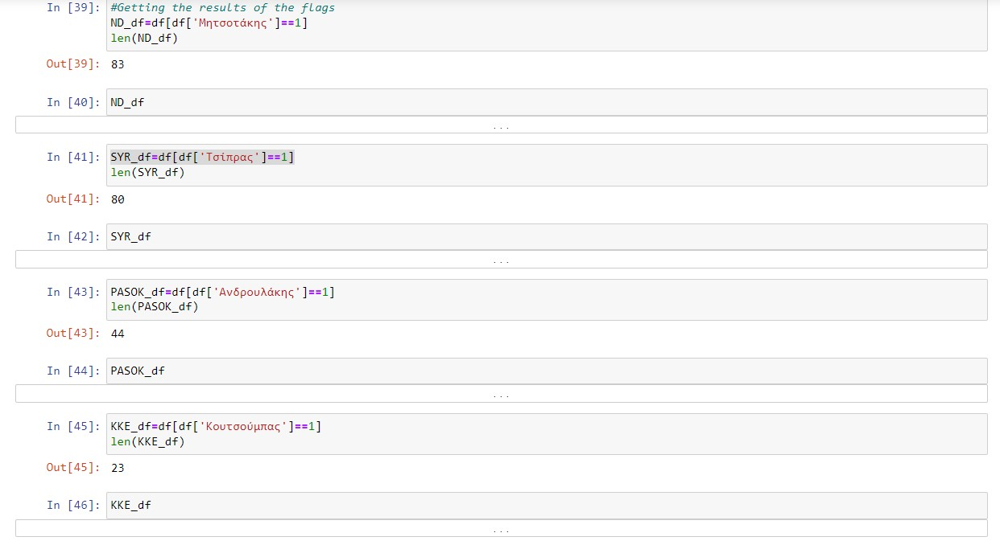 In [39]: #Getting the results of the flags
ND_df=df[df['Μητσοτάκης']==1]
len(ND_df)
Out[39]: 83
In [40]: ND_df
...
In [41]: SYR_df=df[df['Τσίπρας']==1]
len(SYR_df)
Out[41]: 80
In [42]: SYR_df
...
In [43]: PASOK_df=df[df['Ανδρουλάκης']==1]
len(PASOK_df)
Out[43]: 44
In [44]: PASOK_df
...
In [45]: KKE_df=df[df['Κουτσούμπας']==1]
len(KKE_df)
Out[45]: 23
In [46]: KKE_df
...